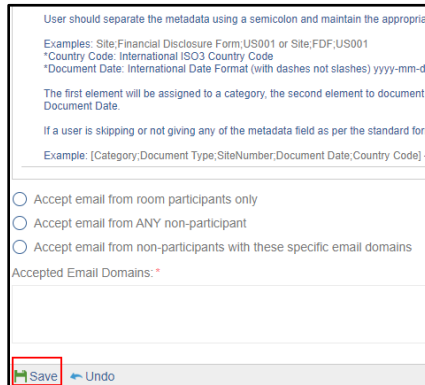 User should separate the metadata using a semicolon and maintain the
Examples: Site;Financial Disclosure Form;US001 or Site;FDF;US001
*Country Code: International ISO3 Country Code
*Document Date: International Date Format (with dashes not slashes) yyyy-mm-d
The first element will be assigned to a category, the second element to document
Document Date.
If a user is skipping or not giving any of the metadata field as per the standard for
Example: [Category;Document Type;SiteNumber;Document Date;Country Code]
Accept email from room participants only
Accept email from ANY non-participant
Accept email from non-participants with these specific email domains
Accepted Email Domains: *
Save Undo